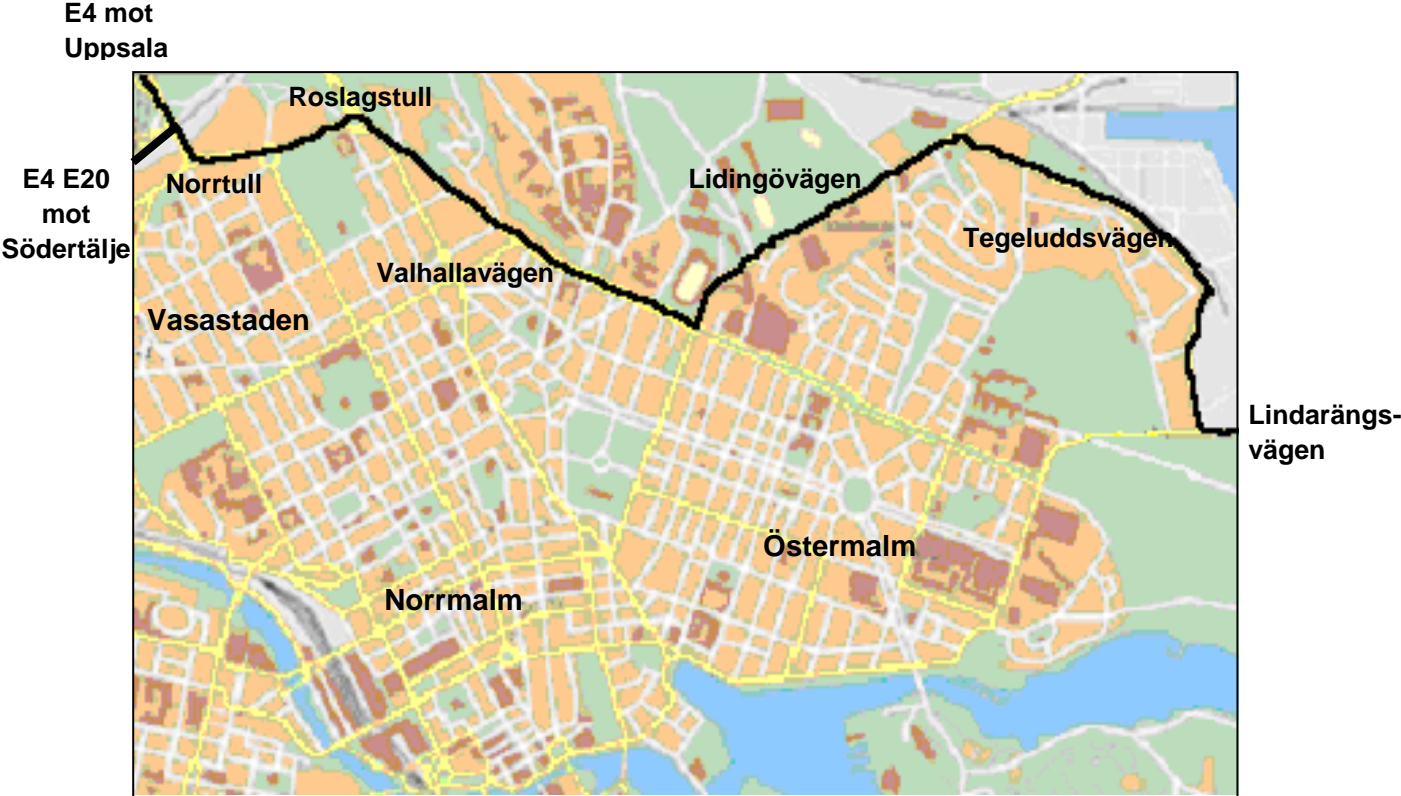 E4 mot
Uppsala
Roslagstull
E4 E20
mot
Södertälje
Norrtull
Lidingövägen
Tegeluddsvägen
Valhallavägen
Vasastaden
Lindarängs-
vägen
Östermalm
Norrmalm